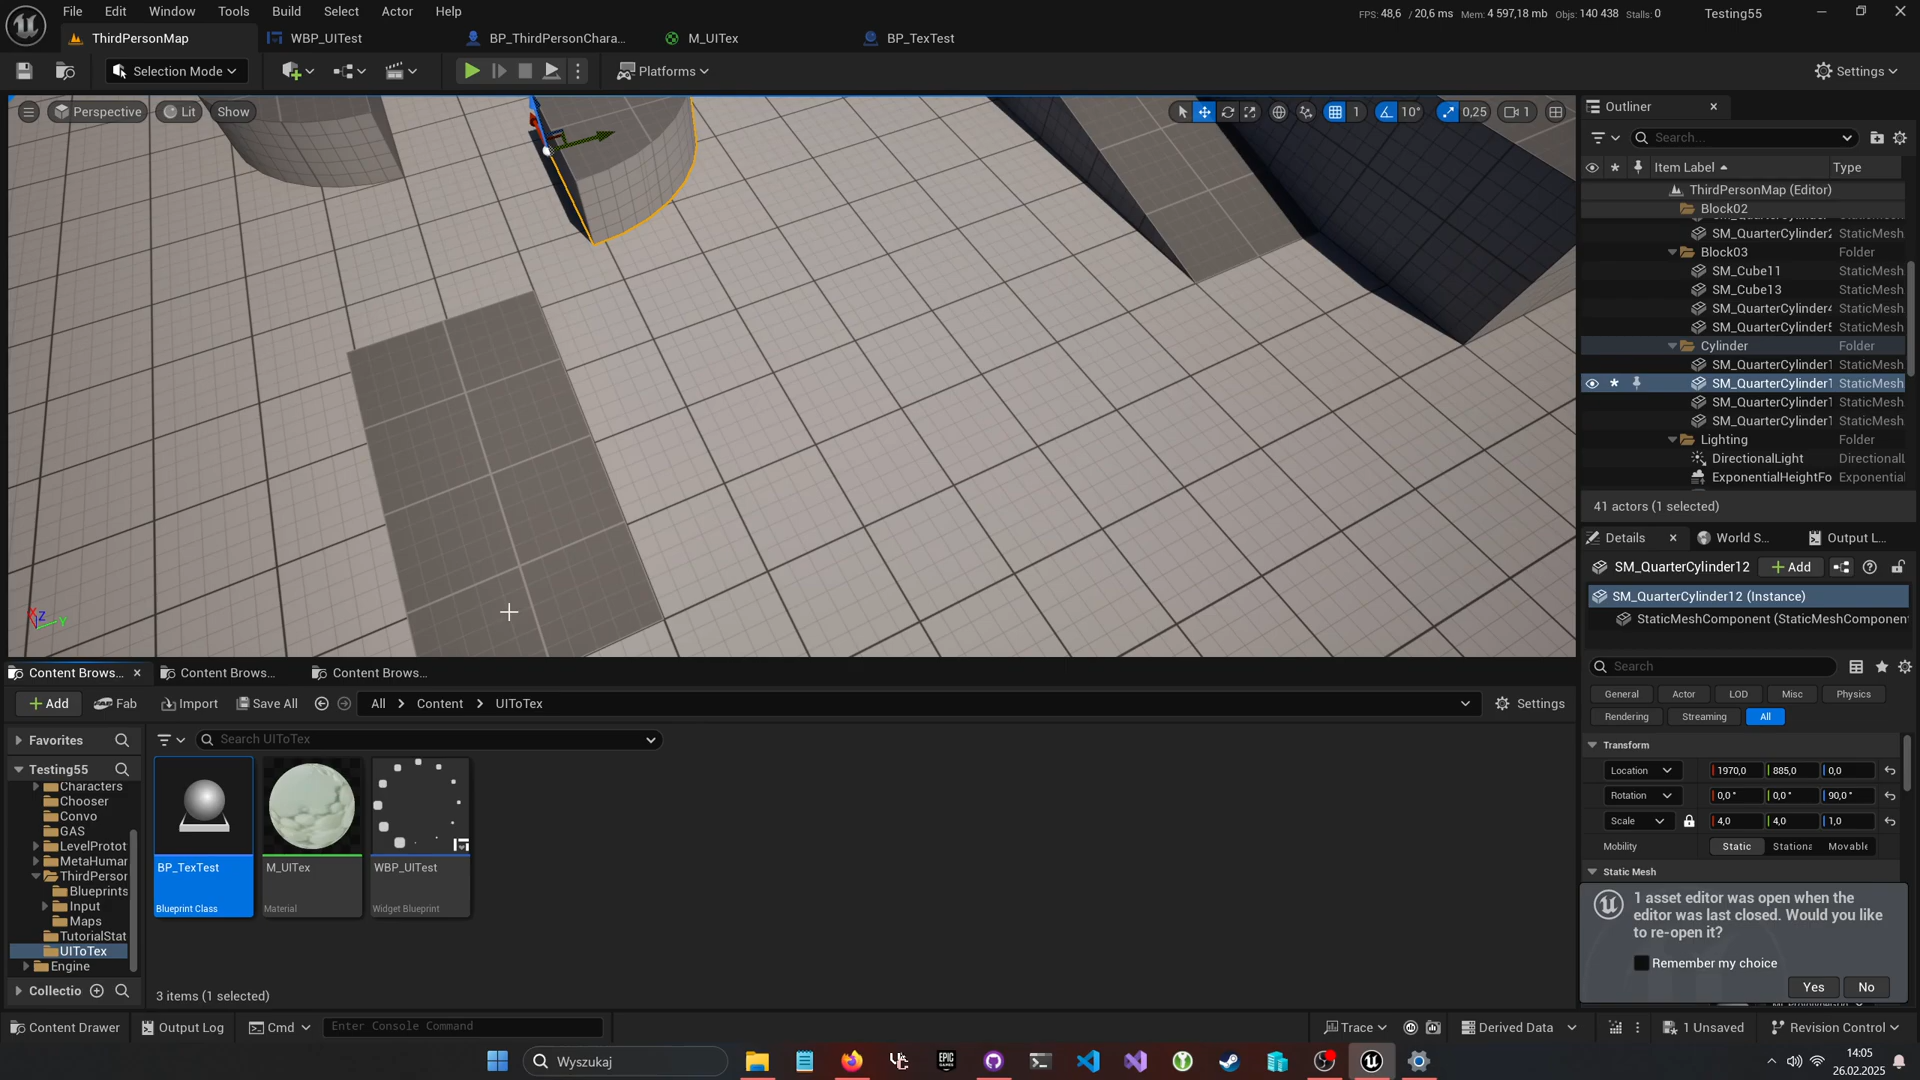 File Edit Window Tools Build Select Actor Help
FPS: 48,6 / 20,6 ms Mem: 4 597,18 mb Objs: 140 438 Stalls: 0
Testing55
ThirdPersonMap
WBP_UITest
BP_ThirdPersonChara...
M_UITex
BP_TexTest
Selection Mode
Platforms
Settings
Perspective
Lit
Show
1
10°
0,25
1
Outliner
Search...
Item Label
Type
ThirdPersonMap (Editor)
Block02
SM_QuarterCylinder2
Block03 Folder
SM_Cube11 StaticMesh
SM_Cube13 StaticMesh
SM_QuarterCylinder4 StaticMesh
SM_QuarterCylinder5 StaticMesh
Cylinder Folder
SM_QuarterCylinder1 StaticMesh
SM_QuarterCylinder1 StaticMesh
SM_QuarterCylinder1 StaticMesh
SM_QuarterCylinder1 StaticMesh
Lighting Folder
DirectionalLight DirectionalL
ExponentialHeightFo Exponential
41 actors (1 selected)
Details
World S...
Output L...
SM_QuarterCylinder12
Add
SM_QuarterCylinder12 (Instance)
StaticMeshComponent (StaticMeshComponent
Search
General Actor LOD Misc Physics
Rendering Streaming All
Transform
Location 1970,0 885,0 0,0
Rotation 0,0 ° 0,0 ° 90,0 °
Scale 4,0 4,0 1,0
Mobility Static Stationa Movable
Static Mesh
1 asset editor was open when the
editor was last closed. Would you like
to re-open it?
Remember my choice
Yes No
X Z Y
Content Brows...
Content Brows...
Content Brows...
Add
Fab
Import
Save All
All
Content
UIToTex
Settings
Favorites
Search UIToTex
Testing55
Characters
Chooser
Convo
GAS
LevelProtot
MetaHumar
ThirdPerson
Blueprints
Input
Maps
TutorialStat
UIToTex
Engine
Collectio
BP_TexTest
Blueprint Class
M_UITex
Material
WBP_UITest
Widget Blueprint
3 items (1 selected)
Content Drawer
Output Log
Cmd
Enter Console Command
Trace
Derived Data
1 Unsaved
Revision Control
Wyszukaj
EPIC GAMES
14:05
26.02.2025